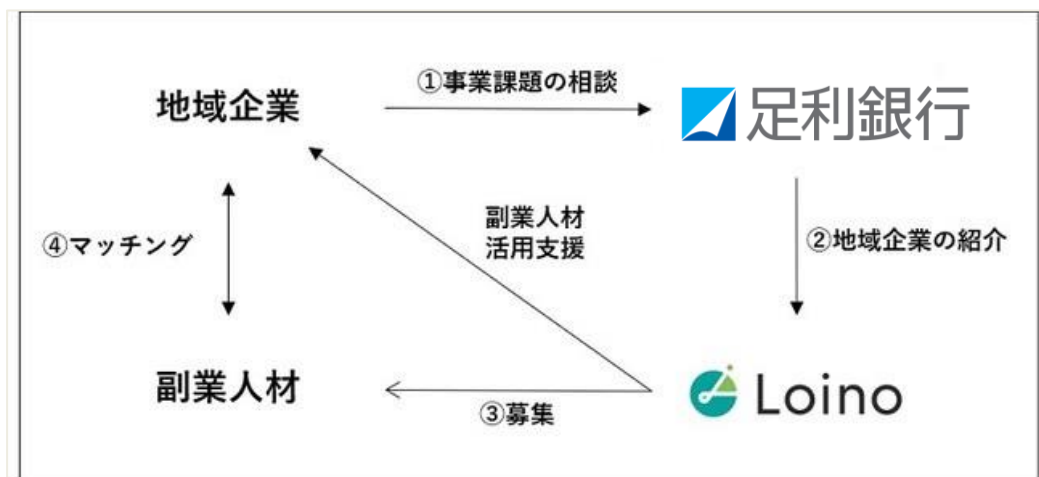 ①事業課題の相談
地域企業
足利銀行
副業人材
活用支援
④マッチング
②地域企業の紹介
副業人材
Loino
③募集